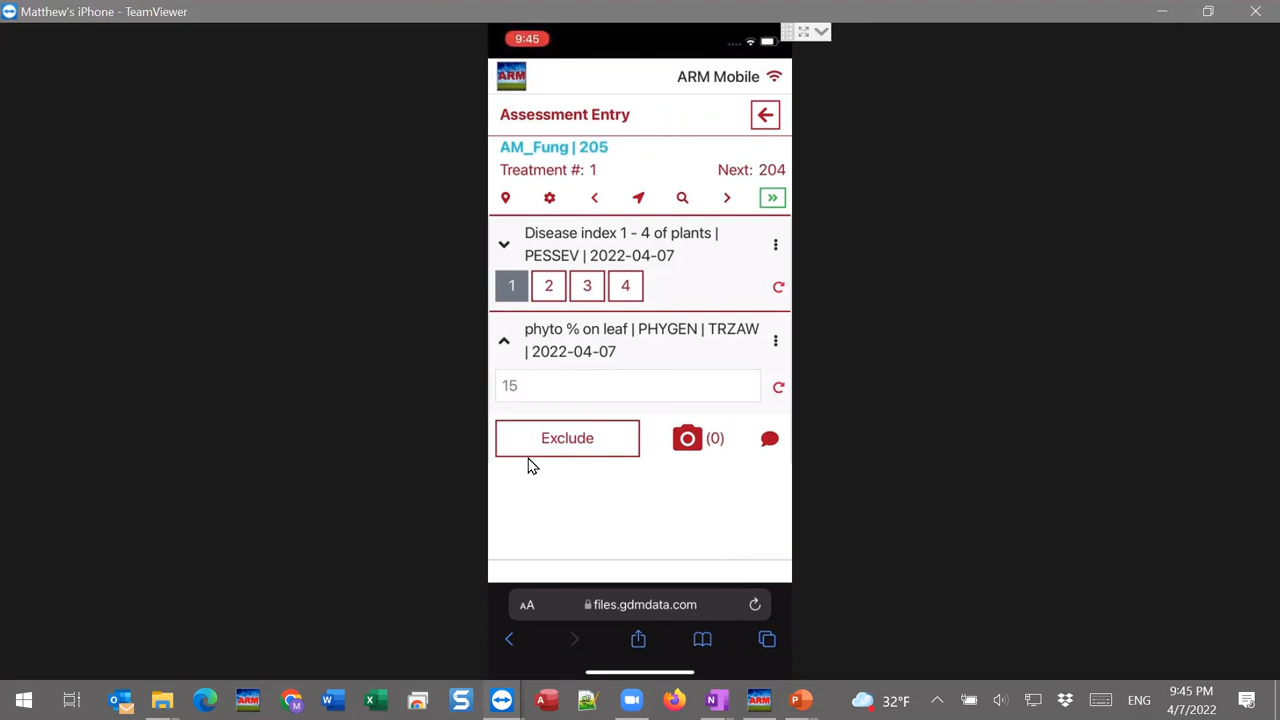 Matthew's iPhone - TeamViewer
9:45
ARM
ARM Mobile
Assessment Entry
AM_Fung | 205
Treatment #: 1
Next: 204
Disease index 1 - 4 of plants |
PESSEV | 2022-04-07
1 2 3 4
phyto % on leaf | PHYGEN | TRZAW
| 2022-04-07
15
Exclude
(0)
AA
files.gdmdata.com
32°F
ENG
9:45 PM
4/7/2022